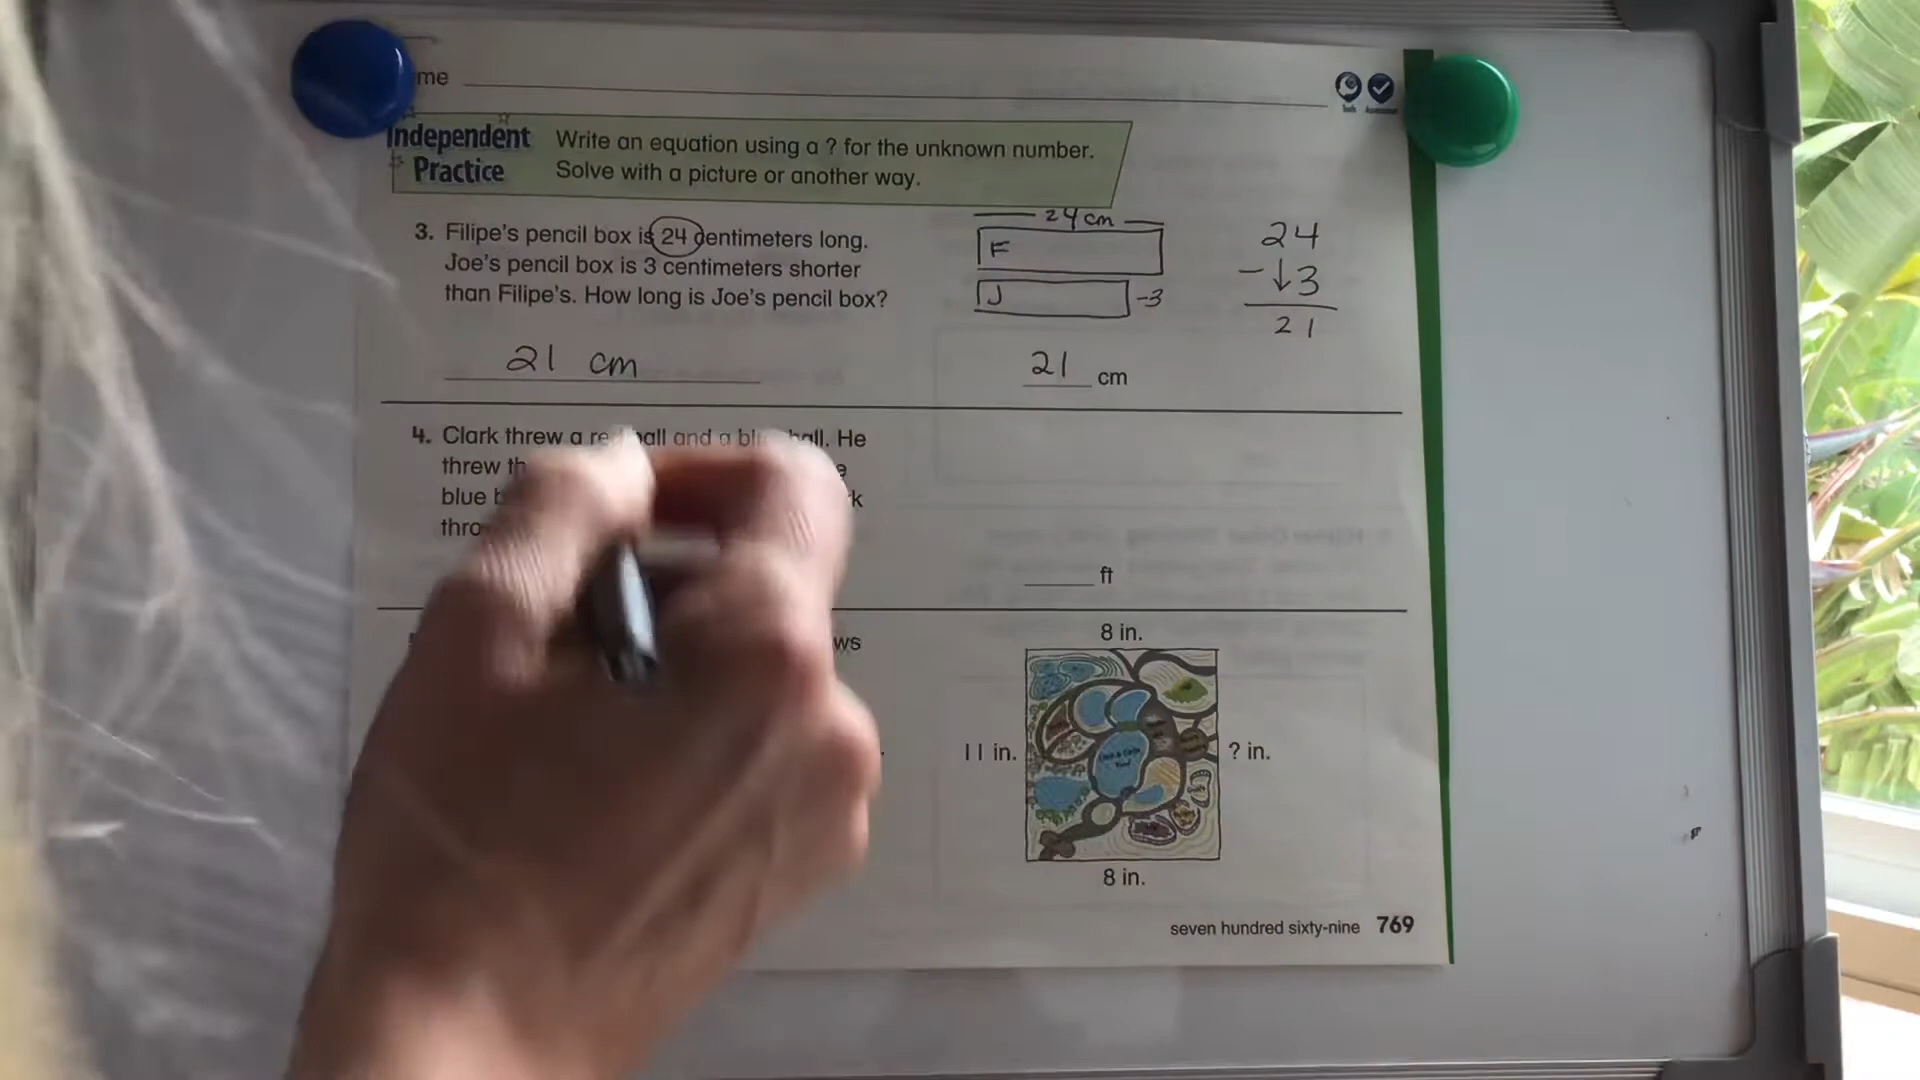 me
Independent Practice
Write an equation using a ? for the unknown number.
Solve with a picture or another way.
3. Filipe's pencil box is 24 centimeters long.
Joe's pencil box is 3 centimeters shorter
than Filipe's. How long is Joe's pencil box?
21 cm
24 cm
F
J
-3
24
- 3
21
21 cm
4. Clark threw a red ball and a blue ball. He
threw
blue
ft
ws
8 in.
11 in.
? in.
8 in.
seven hundred sixty-nine 769